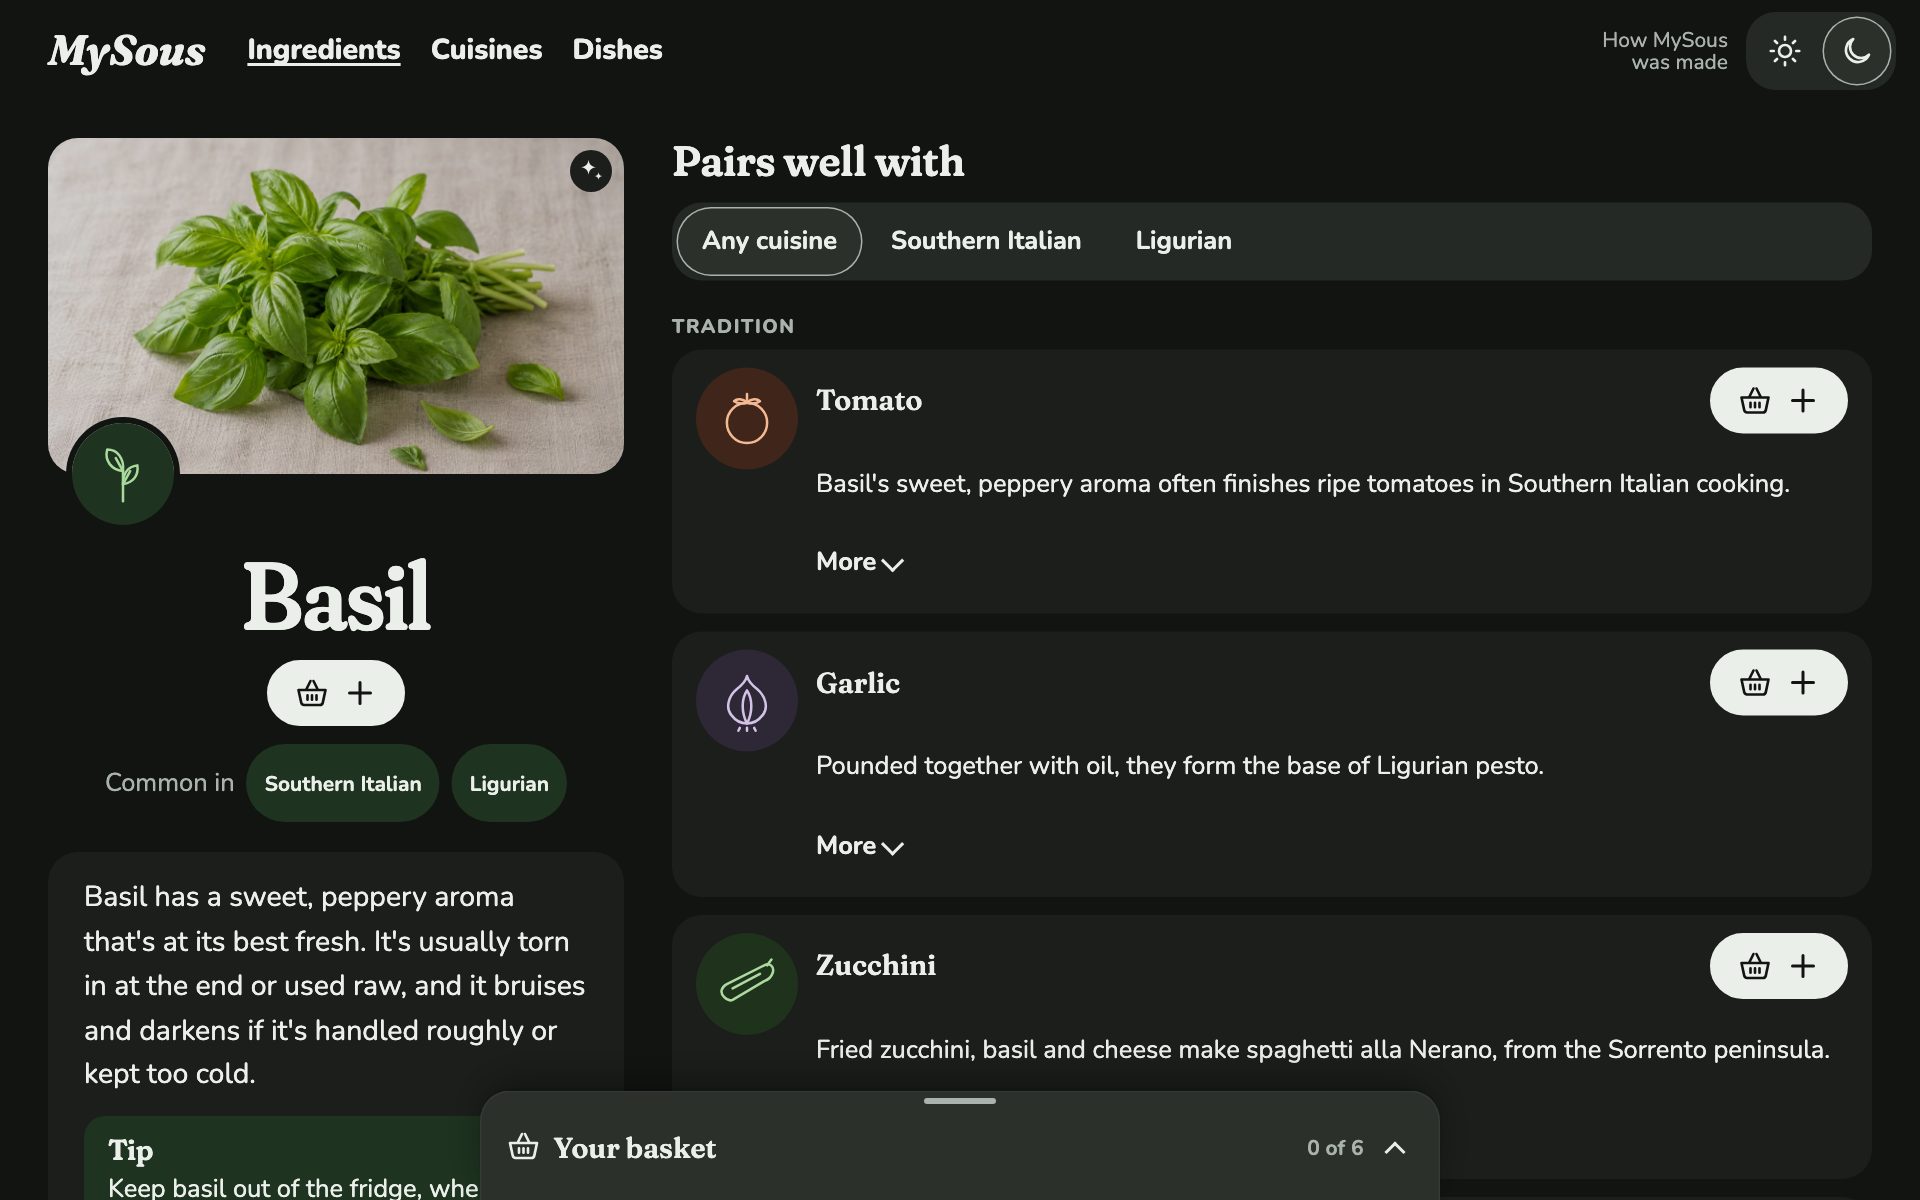 MySous
Ingredients
Cuisines
Dishes
How MySous
was made
Basil
Common in
Southern Italian
Ligurian
Basil has a sweet, peppery aroma
that's at its best fresh. It's usually torn
in at the end or used raw, and it bruises
and darkens if it's handled roughly or
kept too cold.
Tip
Keep basil out of the fridge, whe
Pairs well with
Any cuisine
Southern Italian
Ligurian
TRADITION
Tomato
Basil's sweet, peppery aroma often finishes ripe tomatoes in Southern Italian cooking.
More
Garlic
Pounded together with oil, they form the base of Ligurian pesto.
More
Zucchini
Fried zucchini, basil and cheese make spaghetti alla Nerano, from the Sorrento peninsula.
Your basket
0 of 6